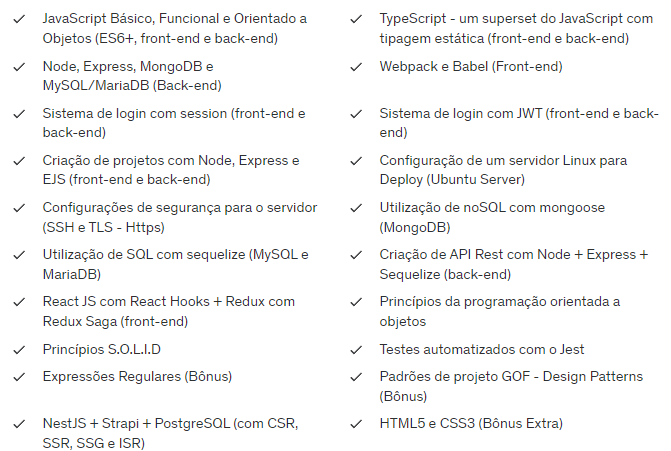 JavaScript Básico, Funcional e Orientado a
Objetos (ES6+, front-end e back-end)
TypeScript - um superset do JavaScript com
tipagem estática (front-end e back-end)
Node, Express, MongoDB e
MySQL/MariaDB (Back-end)
Webpack e Babel (Front-end)
Sistema de login com session (front-end e
back-end)
Sistema de login com JWT (front-end e back-
end)
Criação de projetos com Node, Express e
EJS (front-end e back-end)
Configuração de um servidor Linux para
Deploy (Ubuntu Server)
Configurações de segurança para o servidor
(SSH e TLS - Https)
Utilização de noSQL com mongoose
(MongoDB)
Utilização de SQL com sequelize (MySQL e
MariaDB)
Criação de API Rest com Node + Express +
Sequelize (back-end)
React JS com React Hooks + Redux com
Redux Saga (front-end)
Princípios da programação orientada a
objetos
Princípios S.O.L.I.D
Testes automatizados com o Jest
Expressões Regulares (Bônus)
Padrões de projeto GOF - Design Patterns
(Bônus)
NestJS + Strapi + PostgreSQL (com CSR,
SSR, SSG e ISR)
HTML5 e CSS3 (Bônus Extra)